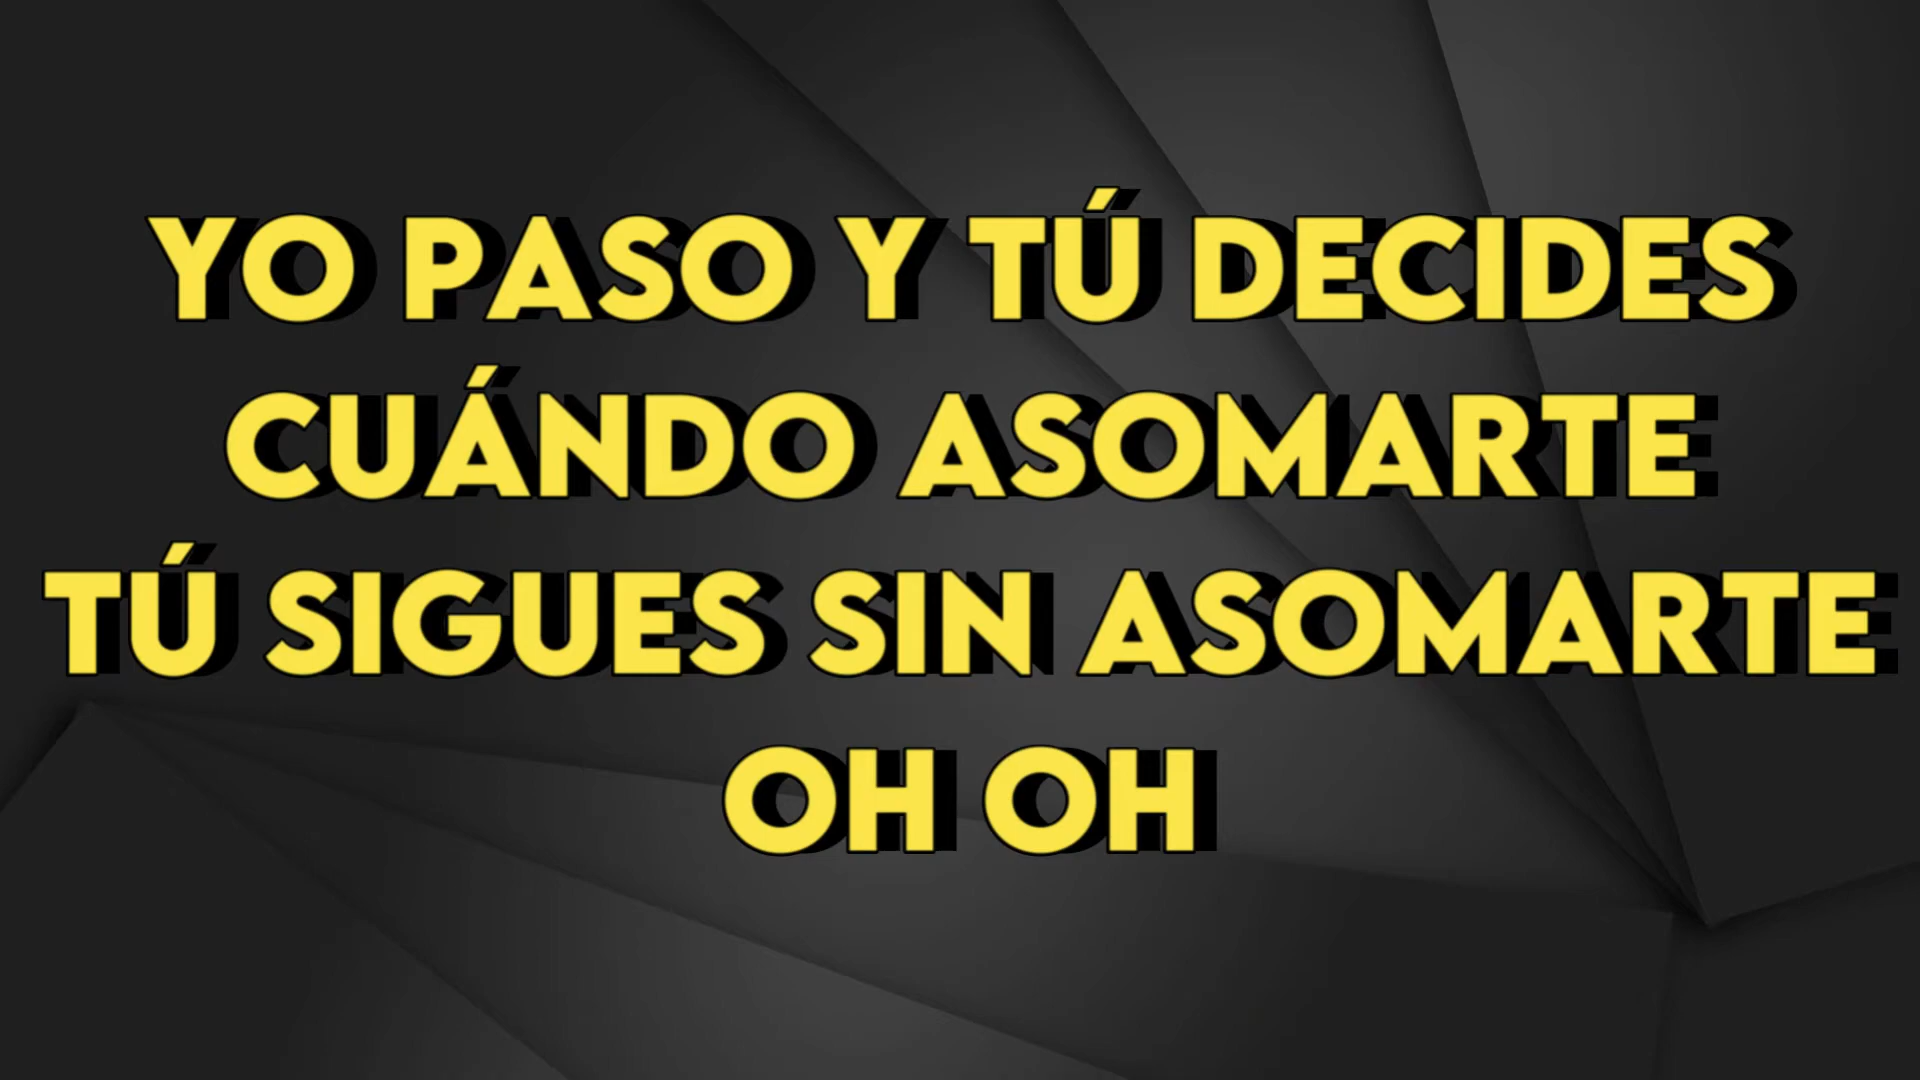 YO PASO Y TÚ DECIDES
CUÁNDO ASOMARTE
TÚ SIGUES SIN ASOMARTE
OH OH